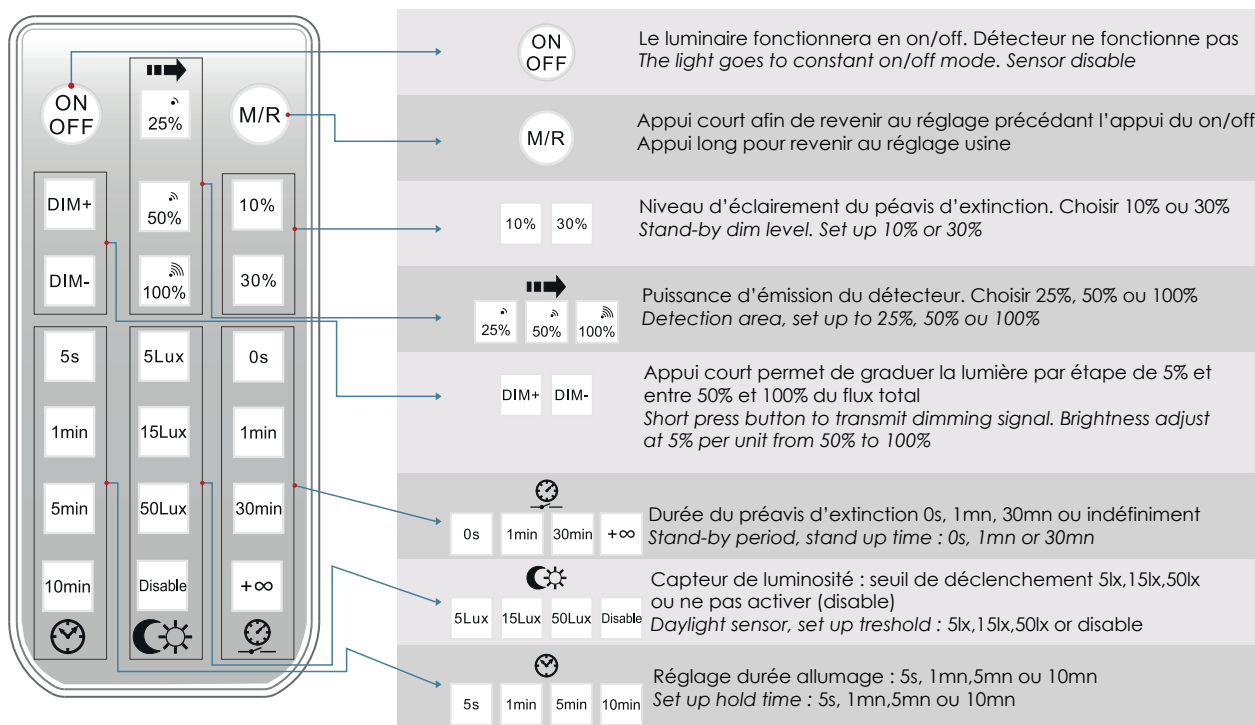 ON
OFF
25%
M/R
DIM+
50%
10%
DIM-
100%
30%
5s
5Lux
0s
1min
15Lux
1min
5min
50Lux
30min
10min
Disable
+∞
ON
OFF
Le luminaire fonctionnera en on/off. Détecteur ne fonctionne pas
The light goes to constant on/off mode. Sensor disable
M/R
Appui court afin de revenir au réglage précédant l'appui du on/off
Appui long pour revenir au réglage usine
10% 30%
Niveau d'éclairement du péavis d'extinction. Choisir 10% ou 30%
Stand-by dim level. Set up 10% or 30%
25% 50% 100%
Puissance d'émission du détecteur. Choisir 25%, 50% ou 100%
Detection area, set up to 25%, 50% ou 100%
DIM+ DIM-
Appui court permet de graduer la lumière par étape de 5% et
entre 50% et 100% du flux total
Short press button to transmit dimming signal. Brightness adjust
at 5% per unit from 50% to 100%
0s 1min 30min +∞
Durée du préavis d'extinction 0s, 1mn, 30mn ou indéfiniment
Stand-by period, stand up time : 0s, 1mn or 30mn
5Lux 15Lux 50Lux Disable
Capteur de luminosité : seuil de déclenchement 5lx,15lx,50lx
ou ne pas activer (disable)
Daylight sensor, set up treshold : 5lx,15lx,50lx or disable
5s 1min 5min 10min
Réglage durée allumage : 5s, 1mn,5mn ou 10mn
Set up hold time : 5s, 1mn,5mn ou 10mn